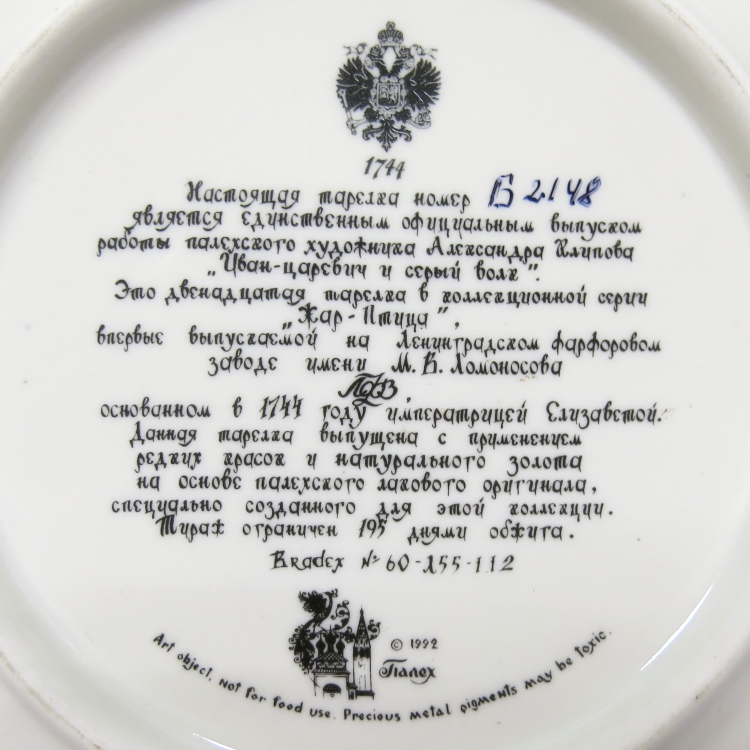 1744
Настоящая тарелка номер Б 2148
является единственным официальным выпуском
работы палехского художника Александра Клипова
„Иван-царевич и серый волк".
Это двенадцатая тарелка в коллекционной серии
„Жар-Птица",
впервые выпускаемой на Ленинградском фарфоровом
заводе имени М. В. Ломоносова
ЛФЗ,
основанном в 1744 году императрицей Елизаветой.
Данная тарелка выпущена с применением
редких красок и натурального золота
на основе палехского лакового оригинала,
специально созданного для этой коллекции.
Тираж ограничен 195 днями обжига.
Bradex № 60-155-112
© 1992
Палех
Art object, not for food use. Precious metal pigments may be toxic.